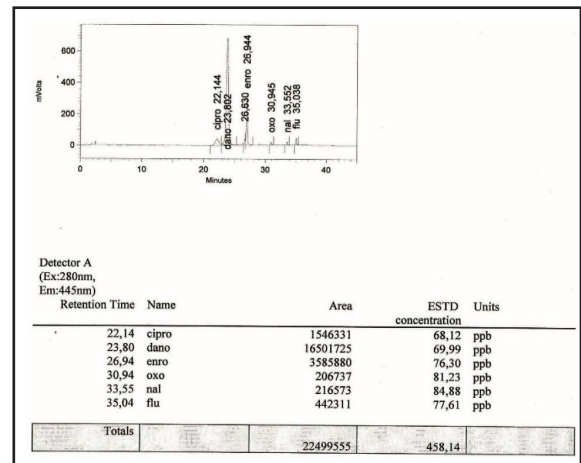 600
400
200
0
mVolts
cipro 22,144
dano 23,802
26,630
enro 26,944
oxo 30,945
nal 33,552
flu 35,038
0 10 20 30 40
Minutes
Detector A
(Ex:280nm,
Em:445nm)
Retention Time Name Area ESTD concentration Units
22,14 cipro 1546331 68,12 ppb
23,80 dano 16501725 69,99 ppb
26,94 enro 3585880 76,30 ppb
30,94 oxo 206737 81,23 ppb
33,55 nal 216573 84,88 ppb
35,04 flu 442311 77,61 ppb
Totals
22499555 458,14